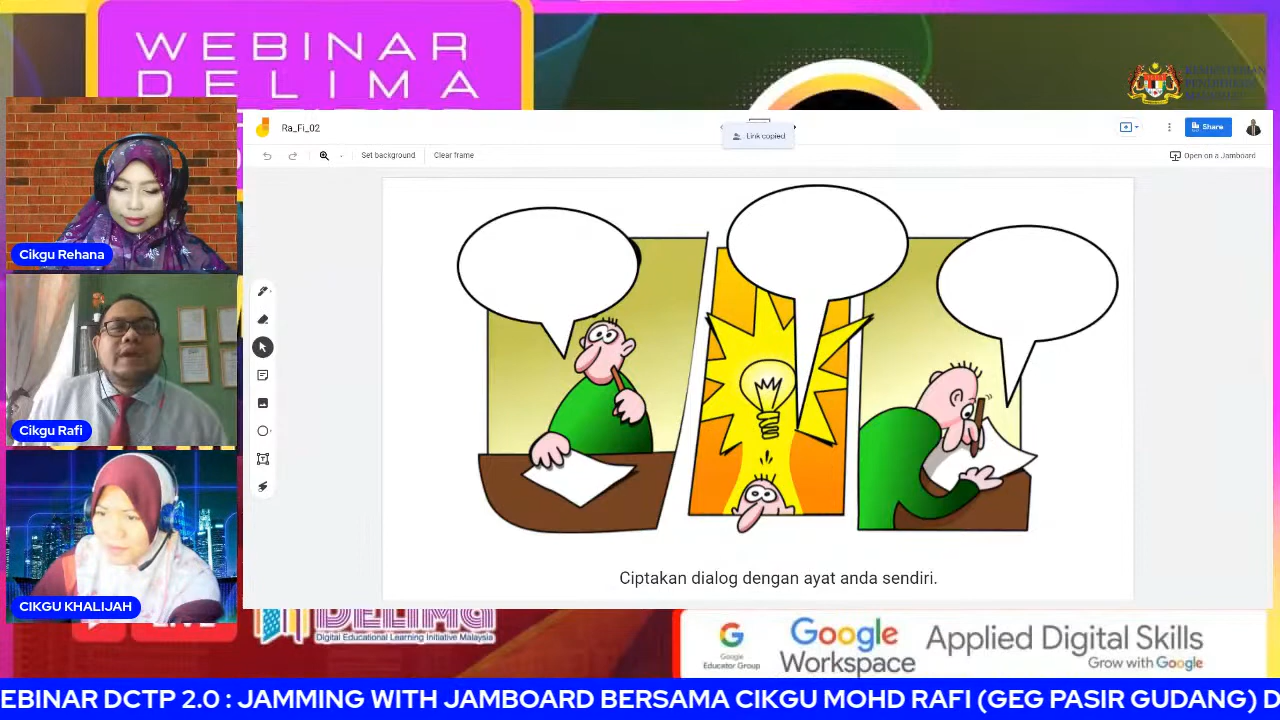 WEBINAR
DELIMA
KEMENTERIAN
PENDIDIKAN
Cikgu Rehana
Cikgu Rafi
CIKGU KHALIJAH
Ra_Fi_02
Link copied
Share
Set background
Clear frame
Open on a Jamboard
Ciptakan dialog dengan ayat anda sendiri.
DELIMa
Digital Educational Learning Initiative Malaysia
Google
Educator Group
Google
Workspace
Applied Digital Skills
Grow with Google
EBINAR DCTP 2.0 : JAMMING WITH JAMBOARD BERSAMA CIKGU MOHD RAFI (GEG PASIR GUDANG) D